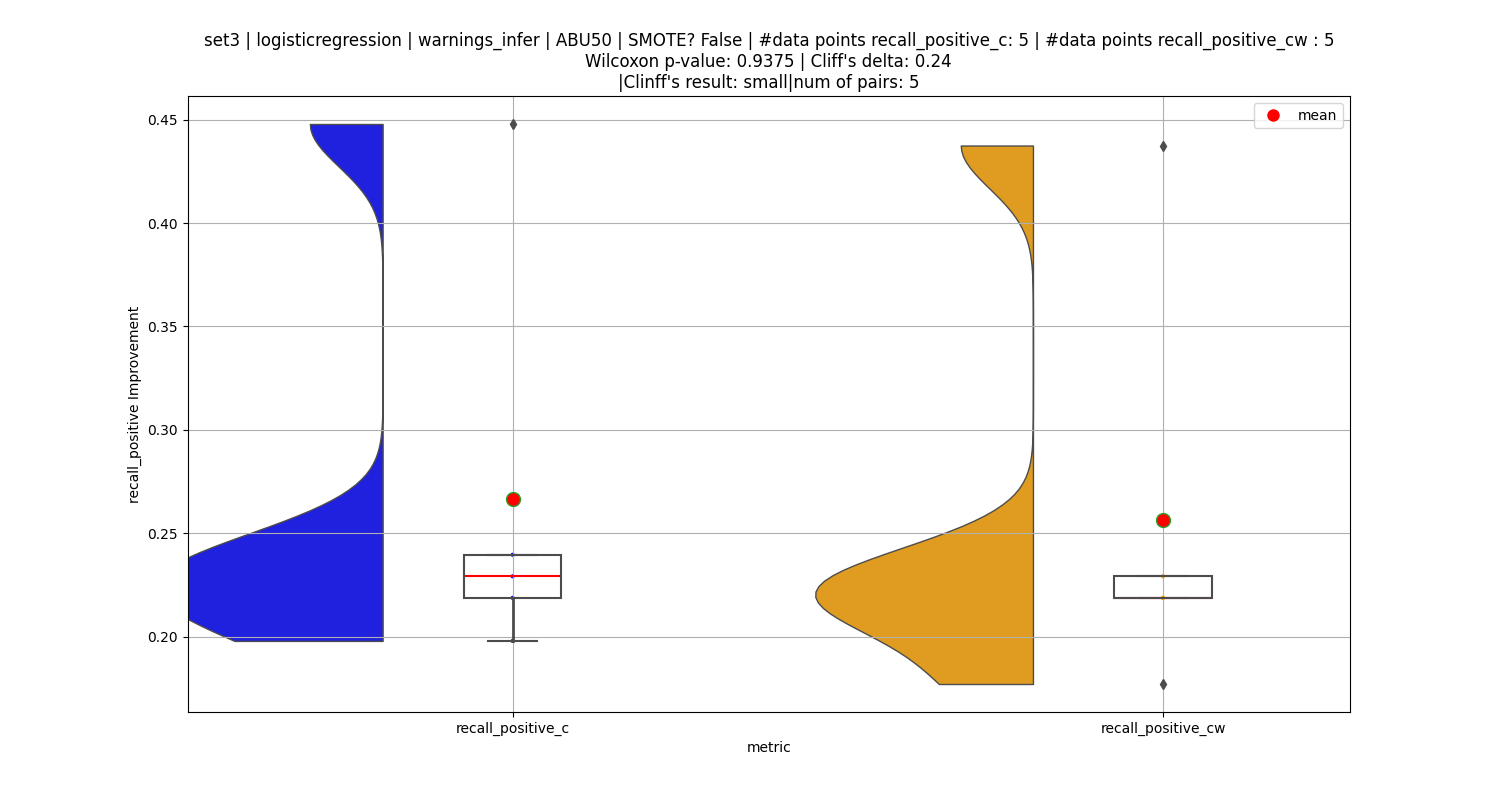 set3 | logisticregression | warnings_infer | ABU50 | SMOTE? False | #data points recall_positive_c: 5 | #data points recall_positive_cw : 5
Wilcoxon p-value: 0.9375 | Cliff's delta: 0.24
|Clinff's result: small|num of pairs: 5
mean
recall_positive Improvement
0.45
0.40
0.35
0.30
0.25
0.20
recall_positive_c
recall_positive_cw
metric